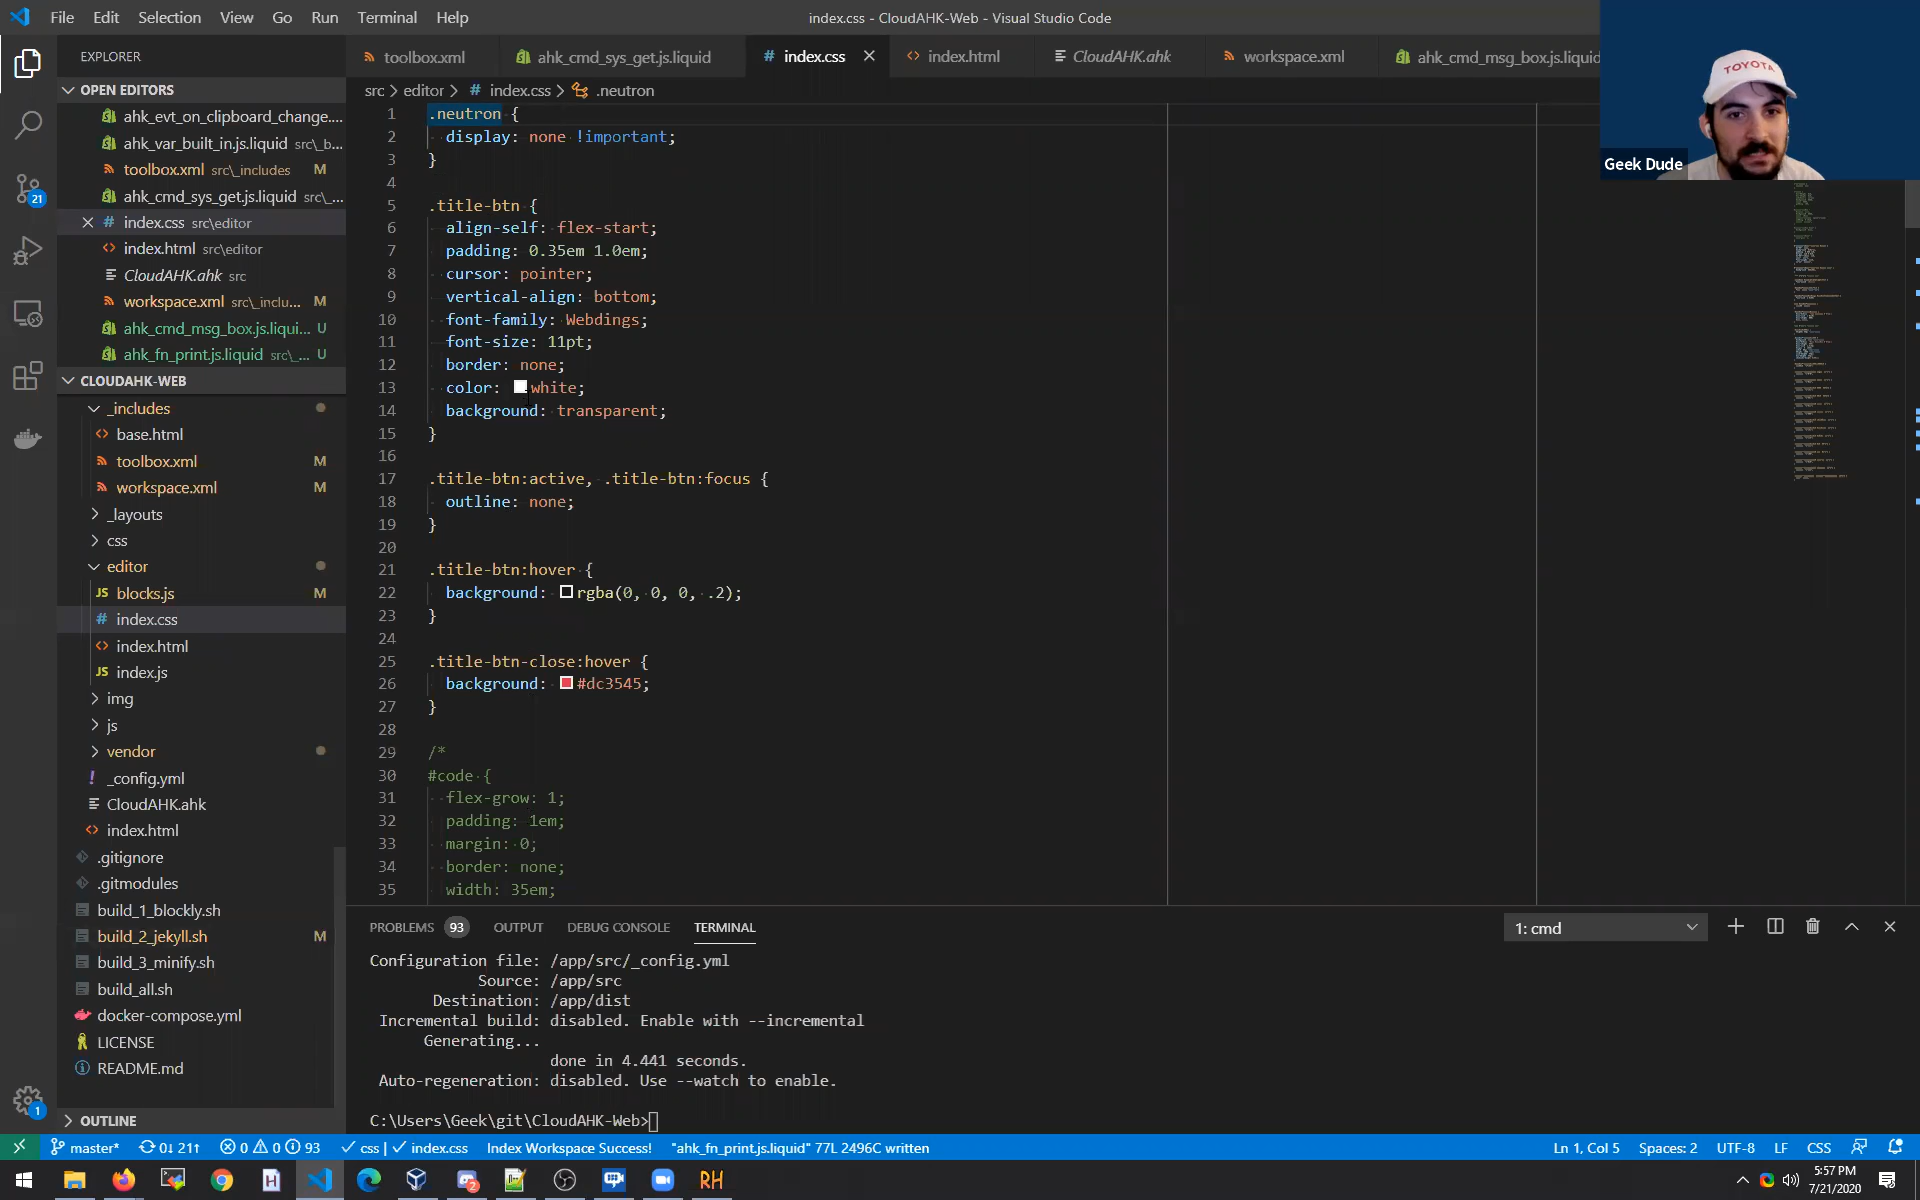 File Edit Selection View Go Run Terminal Help
index.css - CloudAHK-Web - Visual Studio Code
EXPLORER
toolbox.xml
ahk_cmd_sys_get.js.liquid
# index.css
index.html
CloudAHK.ahk
workspace.xml
ahk_cmd_msg_box.js.liquid
TOYOTA
Geek Dude
src > editor > # index.css > .neutron
OPEN EDITORS
ahk_evt_on_clipboard_change....
ahk_var_built_in.js.liquid src\_b...
toolbox.xml src\_includes M
ahk_cmd_sys_get.js.liquid src\_...
# index.css src\editor
index.html src\editor
CloudAHK.ahk src
workspace.xml src\_inclu... M
ahk_cmd_msg_box.js.liqui... U
ahk_fn_print.js.liquid src\_... U
CLOUDAHK-WEB
_includes
base.html
toolbox.xml M
workspace.xml M
_layouts
css
editor
JS blocks.js M
# index.css
index.html
JS index.js
img
js
vendor
! _config.yml
CloudAHK.ahk
index.html
.gitignore
.gitmodules
build_1_blockly.sh
build_2_jekyll.sh M
build_3_minify.sh
build_all.sh
docker-compose.yml
LICENSE
README.md
OUTLINE
21
1
1 .neutron {
2 display: none !important;
3 }
4
5 .title-btn {
6 align-self: flex-start;
7 padding: 0.35em 1.0em;
8 cursor: pointer;
9 vertical-align: bottom;
10 font-family: Webdings;
11 font-size: 11pt;
12 border: none;
13 color: white;
14 background: transparent;
15 }
16
17 .title-btn:active, .title-btn:focus {
18 outline: none;
19 }
20
21 .title-btn:hover {
22 background: rgba(0, 0, 0, .2);
23 }
24
25 .title-btn-close:hover {
26 background: #dc3545;
27 }
28
29 /*
30 #code {
31 flex-grow: 1;
32 padding: 1em;
33 margin: 0;
34 border: none;
35 width: 35em;
PROBLEMS 93 OUTPUT DEBUG CONSOLE TERMINAL
1: cmd
Configuration file: /app/src/_config.yml
Source: /app/src
Destination: /app/dist
Incremental build: disabled. Enable with --incremental
Generating...
done in 4.441 seconds.
Auto-regeneration: disabled. Use --watch to enable.
C:\Users\Geek\git\CloudAHK-Web>
master* 0↓ 21↑ 0 0 93 css | index.css Index Workspace Success! "ahk_fn_print.js.liquid" 77L 2496C written
Ln 1, Col 5 Spaces: 2 UTF-8 LF CSS
H
2
RH
5:57 PM
7/21/2020